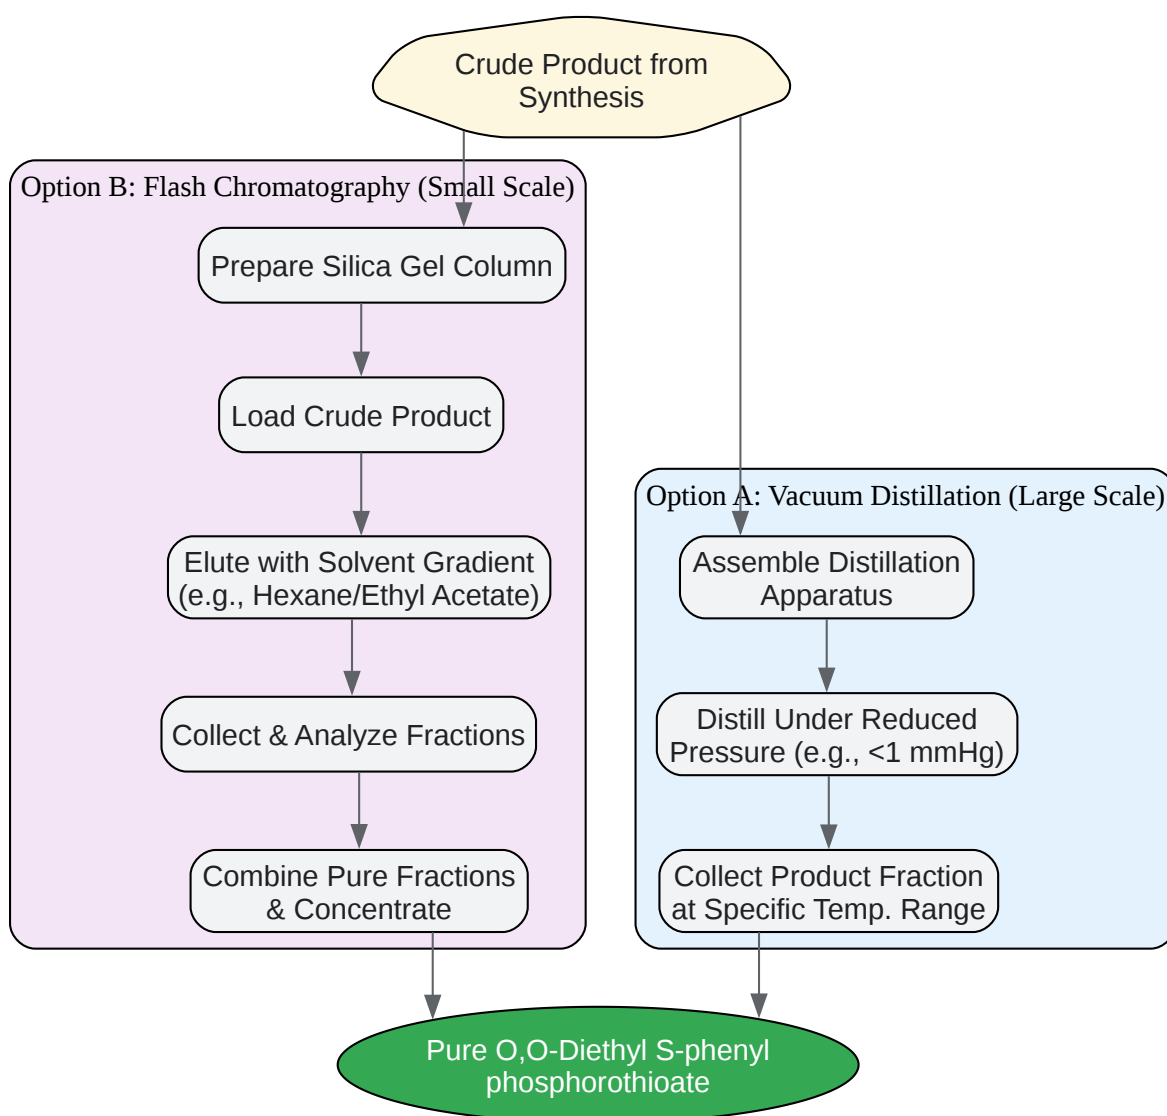 Crude Product from
Synthesis
Option B: Flash Chromatography (Small Scale)
Prepare Silica Gel Column
Load Crude Product
Elute with Solvent Gradient
(e.g., Hexane/Ethyl Acetate)
Collect & Analyze Fractions
Combine Pure Fractions
& Concentrate
Option A: Vacuum Distillation (Large Scale)
Assemble Distillation
Apparatus
Distill Under Reduced
Pressure (e.g., <1 mmHg)
Collect Product Fraction
at Specific Temp. Range
Pure O,O-Diethyl S-phenyl
phosphorothioate